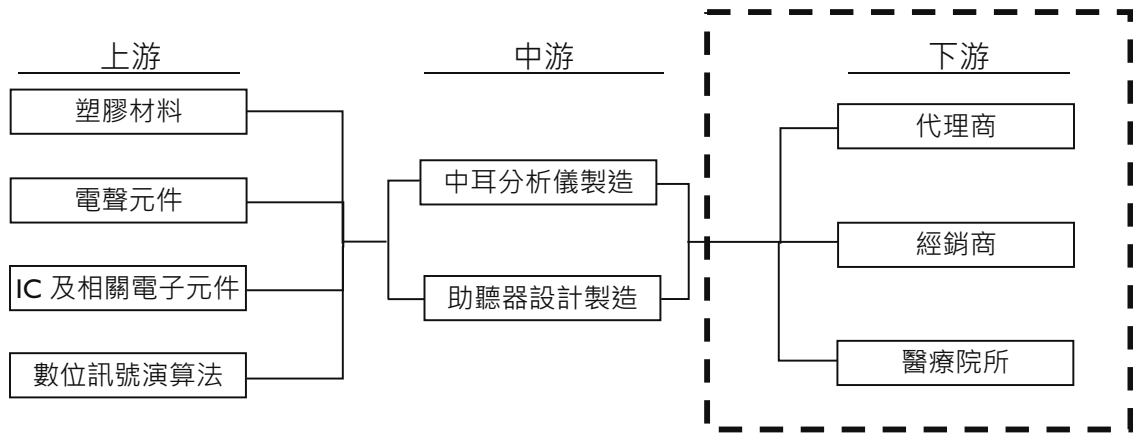 上游
中游
下游
塑膠材料
電聲元件
IC 及相關電子元件
數位訊號演算法
中耳分析儀製造
助聽器設計製造
代理商
經銷商
醫療院所